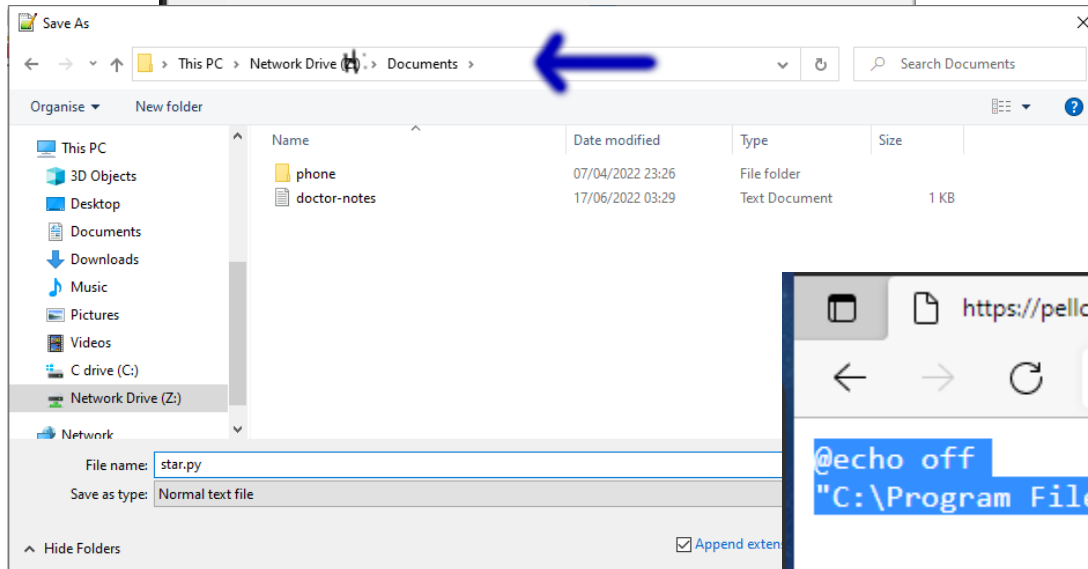 Save As
This PC > Network Drive (H:) > Documents >
Search Documents
Organise
New folder
This PC
3D Objects
Desktop
Documents
Downloads
Music
Pictures
Videos
C drive (C:)
Network Drive (Z:)
Network
Name
Date modified
Type
Size
phone
07/04/2022 23:26
File folder
doctor-notes
17/06/2022 03:29
Text Document
1 KB
File name:
star.py
Save as type:
Normal text file
Hide Folders
Append exten
https://pello
@echo off
"C:\Program File